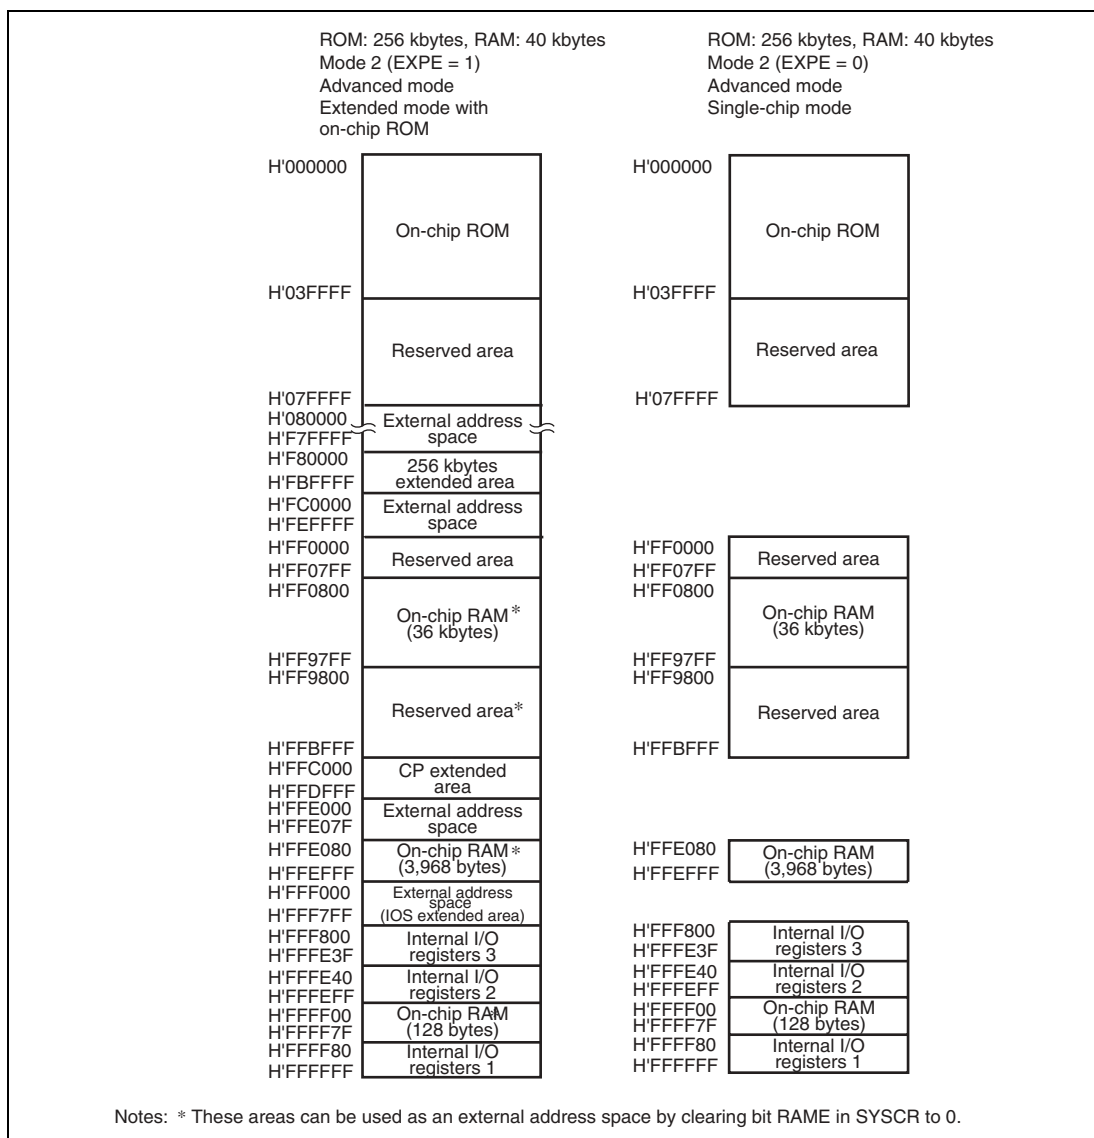 ROM: 256 kbytes, RAM: 40 kbytes
Mode 2 (EXPE = 1)
Advanced mode
Extended mode with
on-chip ROM
H'000000
On-chip ROM
H'03FFFF
Reserved area
H'07FFFF
H'080000
External address
space
H'F7FFFF
H'F80000
256 kbytes
extended area
H'FBFFFF
H'FC0000
External address
space
H'FEFFFF
H'FF0000
Reserved area
H'FF07FF
H'FF0800
On-chip RAM*
(36 kbytes)
H'FF97FF
H'FF9800
Reserved area*
H'FFBFFF
H'FFC000
CP extended
area
H'FFDFFF
H'FFE000
External address
space
H'FFE07F
H'FFE080
On-chip RAM*
(3,968 bytes)
H'FFEFFF
H'FFF000
External address
space
(IOS extended area)
H'FFF7FF
H'FFF800
Internal I/O
registers 3
H'FFFE3F
H'FFFE40
Internal I/O
registers 2
H'FFFEFF
H'FFFF00
On-chip RAM*
(128 bytes)
H'FFFF7F
H'FFFF80
Internal I/O
registers 1
H'FFFFFF
ROM: 256 kbytes, RAM: 40 kbytes
Mode 2 (EXPE = 0)
Advanced mode
Single-chip mode
H'000000
On-chip ROM
H'03FFFF
Reserved area
H'07FFFF
H'FF0000
Reserved area
H'FF07FF
H'FF0800
On-chip RAM
(36 kbytes)
H'FF97FF
H'FF9800
Reserved area
H'FFBFFF
H'FFE080
On-chip RAM
(3,968 bytes)
H'FFEFFF
H'FFF800
Internal I/O
registers 3
H'FFFE3F
H'FFFE40
Internal I/O
registers 2
H'FFFEFF
H'FFFF00
On-chip RAM
(128 bytes)
H'FFFF7F
H'FFFF80
Internal I/O
registers 1
H'FFFFFF
Notes: * These areas can be used as an external address space by clearing bit RAME in SYSCR to 0.